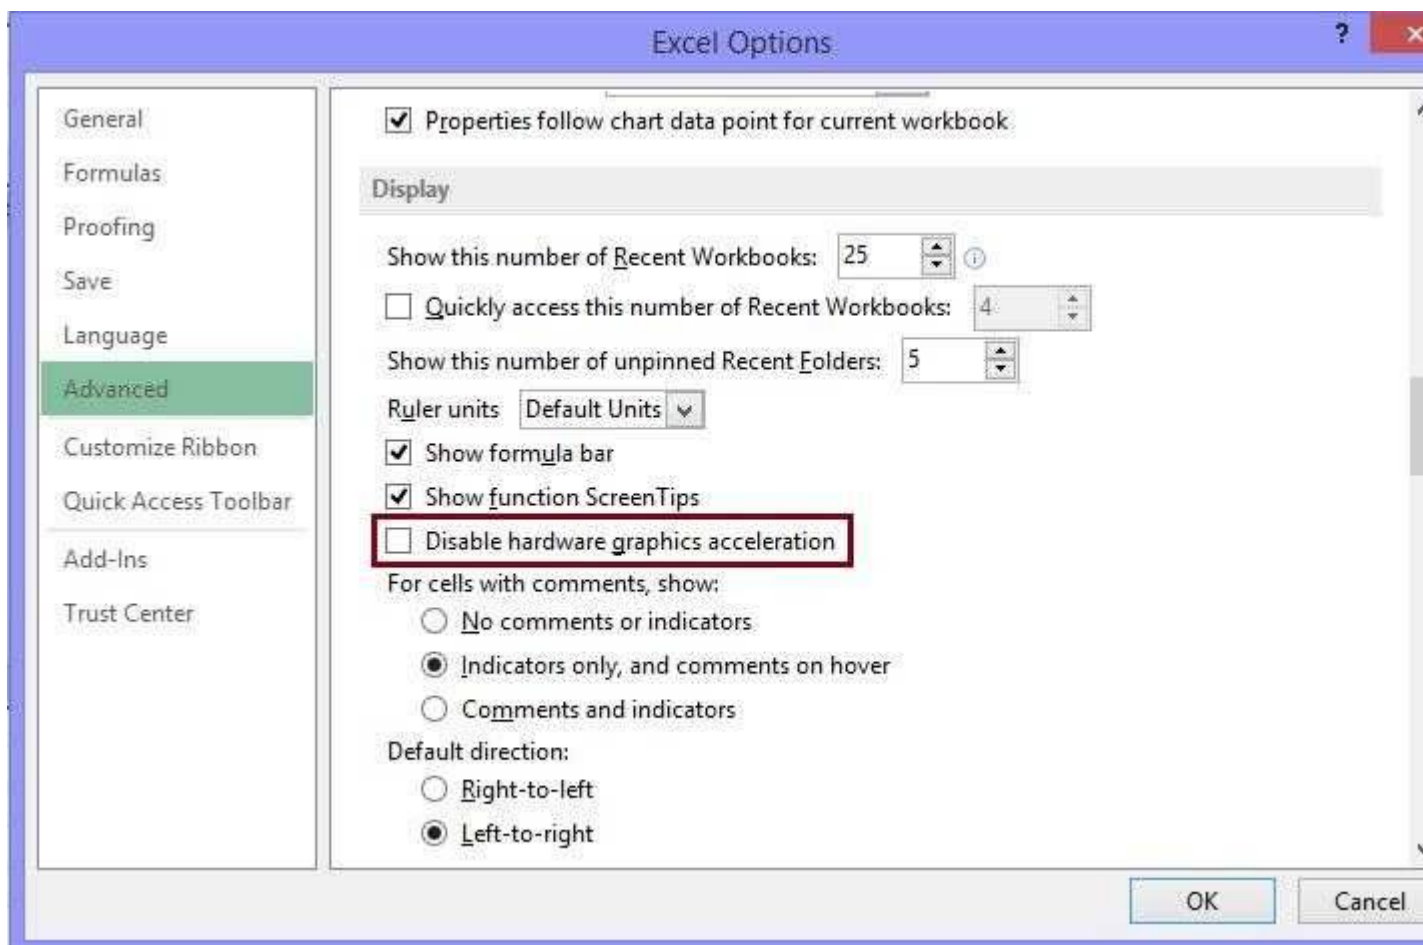 Excel Options
?
General
Formulas
Proofing
Save
Language
Advanced
Customize Ribbon
Quick Access Toolbar
Add-Ins
Trust Center
Properties follow chart data point for current workbook
Display
Show this number of Recent Workbooks: 25
Quickly access this number of Recent Workbooks: 4
Show this number of unpinned Recent Folders: 5
Ruler units Default Units
Show formula bar
Show function ScreenTips
Disable hardware graphics acceleration
For cells with comments, show:
No comments or indicators
Indicators only, and comments on hover
Comments and indicators
Default direction:
Right-to-left
Left-to-right
OK Cancel